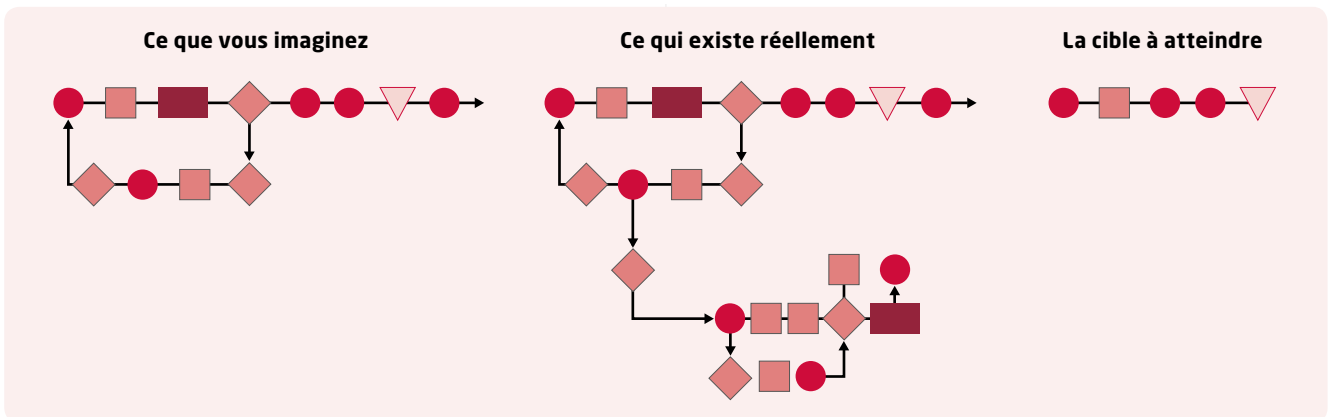 Ce que vous imaginez
Ce qui existe réellement
La cible à atteindre